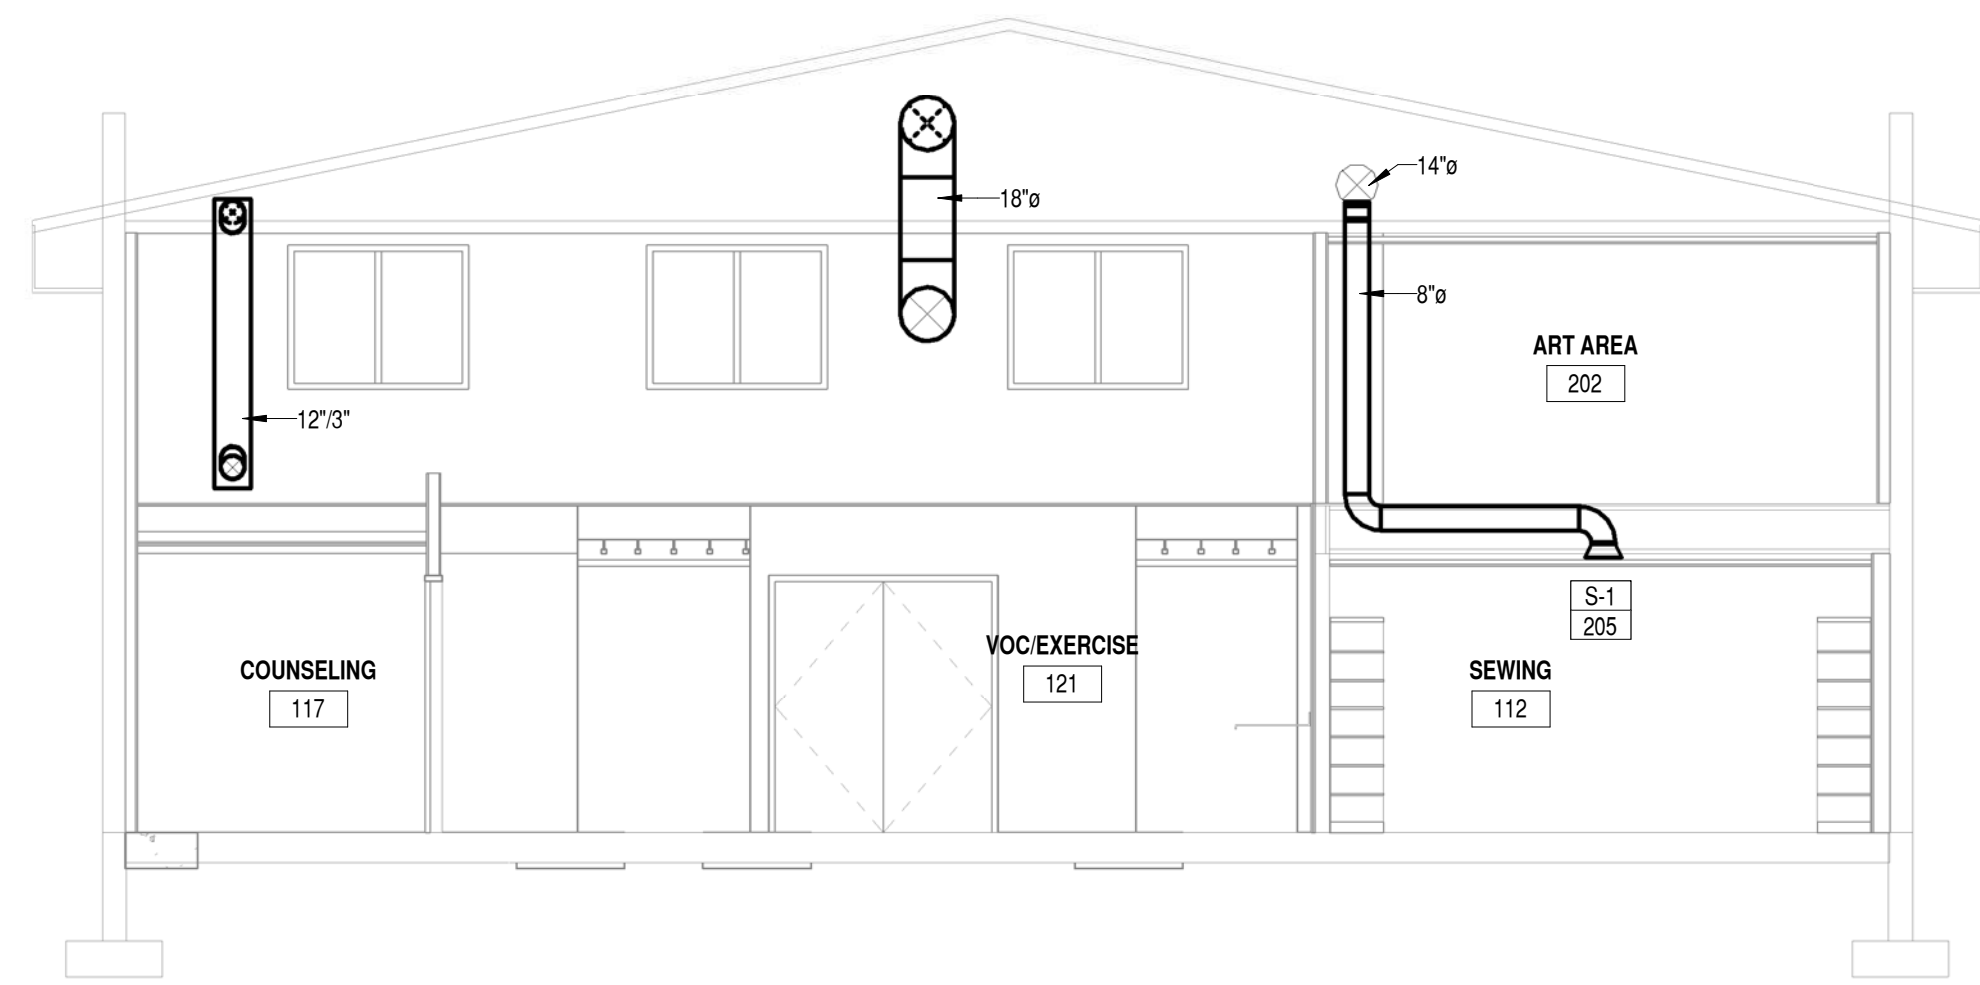 14"ø
18"ø
8"ø
ART AREA
202
12"/3"
S-1
205
VOC/EXERCISE
121
COUNSELING
117
SEWING
112